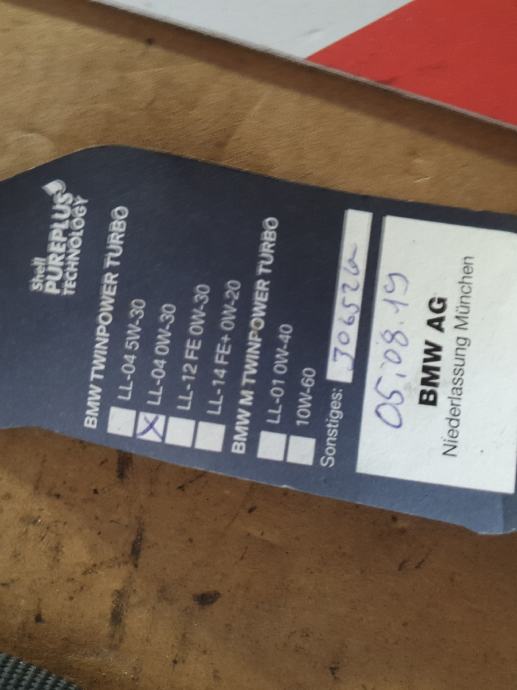 Shell
PUREPLUS
TECHNOLOGY
BMW TWINPOWER TURBO
LL-04 5W-30
X LL-04 0W-30
LL-12 FE 0W-30
LL-14 FE+ 0W-20
BMW M TWINPOWER TURBO
LL-01 0W-40
10W-60
Sonstiges:
05.08.19
BMW AG
Niederlassung München